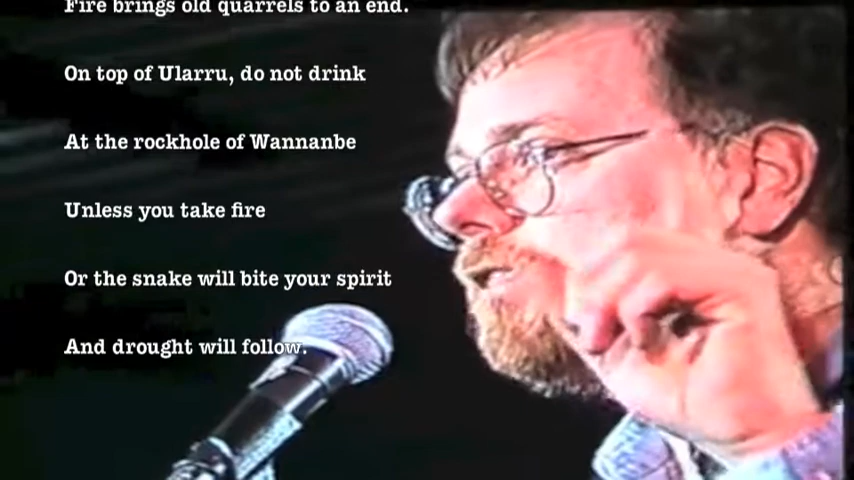 Fire brings old quarrels to an end.
On top of Ularru, do not drink
At the rockhole of Wannanbe
Unless you take fire
Or the snake will bite your spirit
And drought will follow.